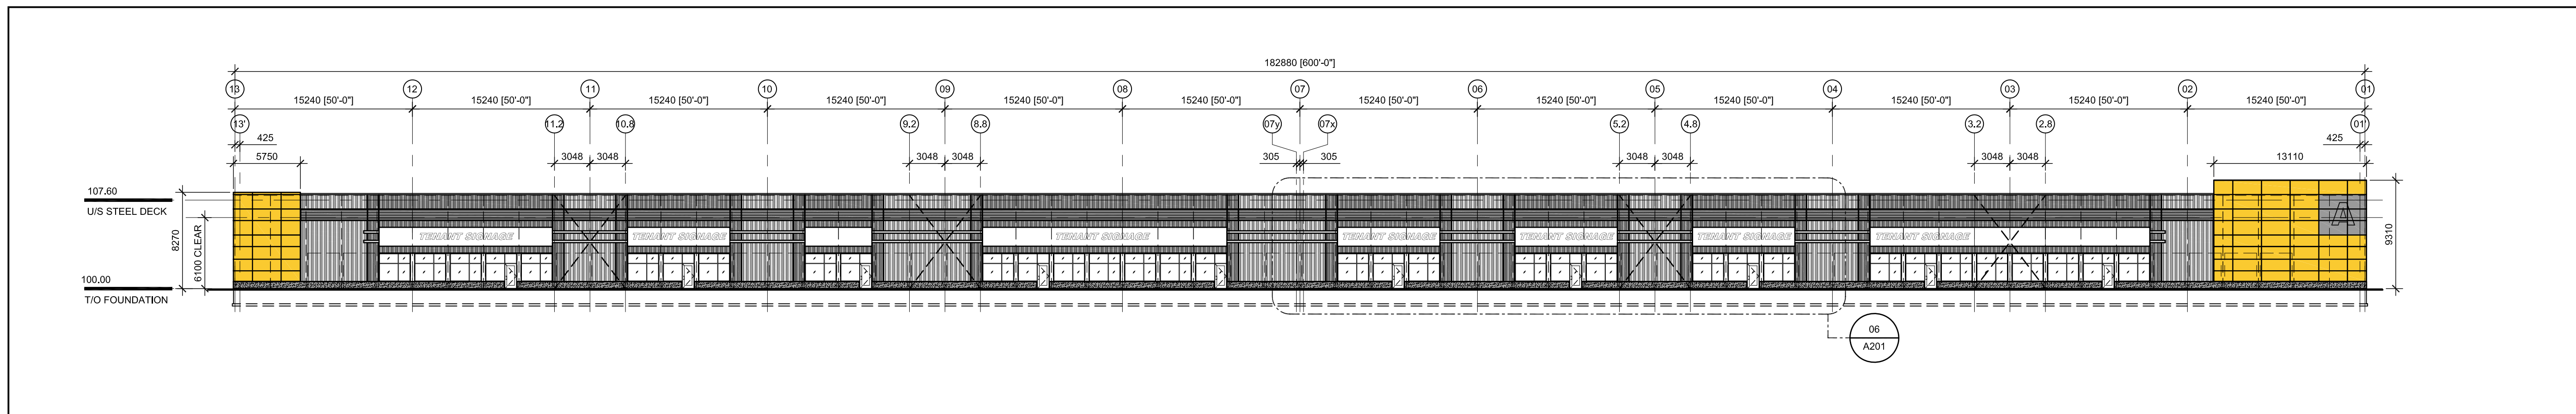 182880 [600'-0"]
13 12 11 10 09 08 07 06 05 04 03 02 01
15240 [50'-0"] 15240 [50'-0"] 15240 [50'-0"] 15240 [50'-0"] 15240 [50'-0"] 15240 [50'-0"] 15240 [50'-0"] 15240 [50'-0"] 15240 [50'-0"] 15240 [50'-0"] 15240 [50'-0"] 15240 [50'-0"]
13' 11.2 10.8 9.2 8.8 07y 07x 5.2 4.8 3.2 2.8 01'
425 425
5750 3048 3048 3048 3048 305 305 3048 3048 3048 3048 13110
107.60
U/S STEEL DECK
8270
6100 CLEAR
9310
A
TENANT SIGNAGE TENANT SIGNAGE TENANT SIGNAGE TENANT SIGNAGE TENANT SIGNAGE TENANT SIGNAGE TENANT SIGNAGE
100.00
T/O FOUNDATION
06
A201